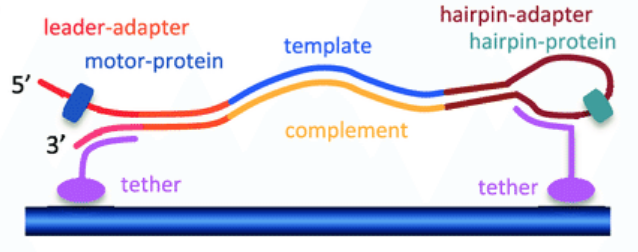 hairpin-adapter
leader-adapter
template
hairpin-protein
motor-protein
5’
complement
3’
tether
tether